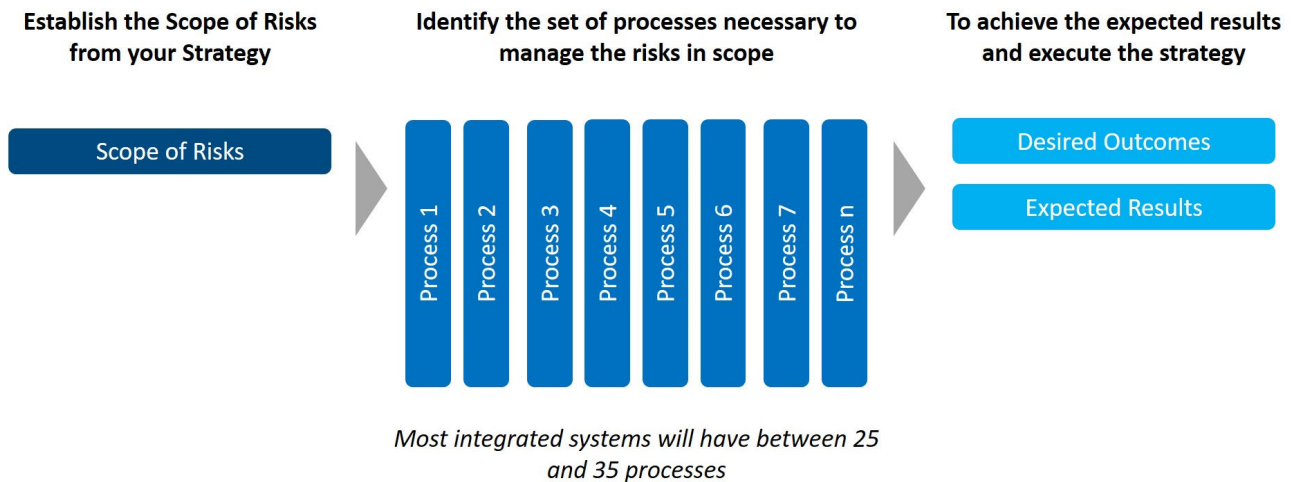 Establish the Scope of Risks
from your Strategy
Scope of Risks
Identify the set of processes necessary to
manage the risks in scope
Process 1
Process 2
Process 3
Process 4
Process 5
Process 6
Process 7
Process n
Most integrated systems will have between 25
and 35 processes
To achieve the expected results
and execute the strategy
Desired Outcomes
Expected Results